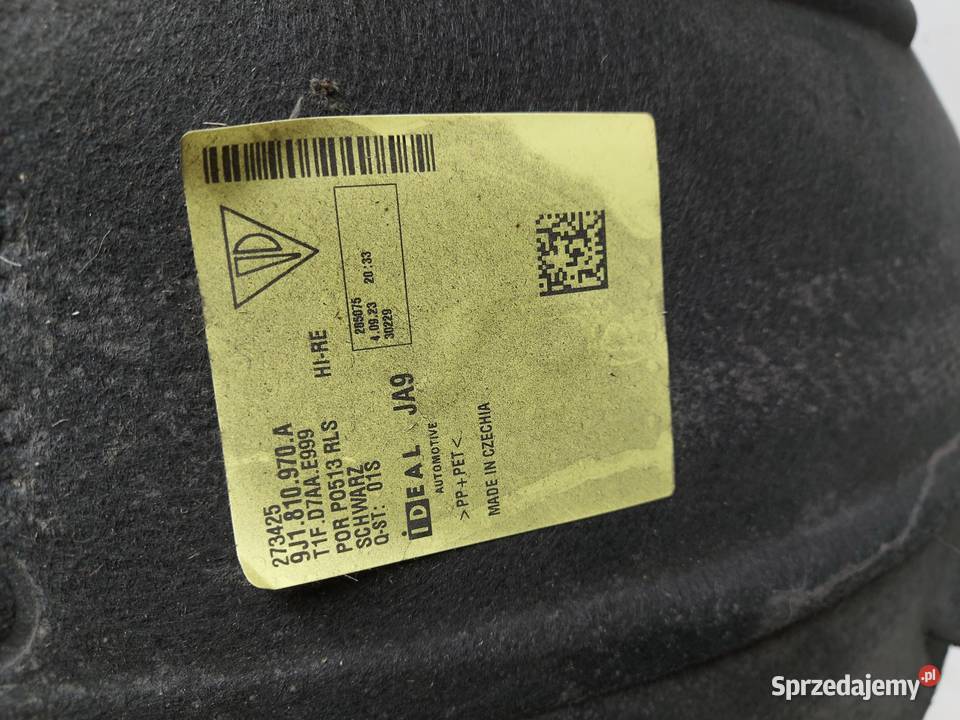 273425
9J1.810.970.A
T1F.D7AA.E999
POR PO513 RLS
SCHWARZ
Q-ST: 01S
HI-RE
285075
4.09.23 20:33
30229
iDEAL JA9
AUTOMOTIVE
>PP+PET<
MADE IN CZECHIA
Sprzedajemy.pl